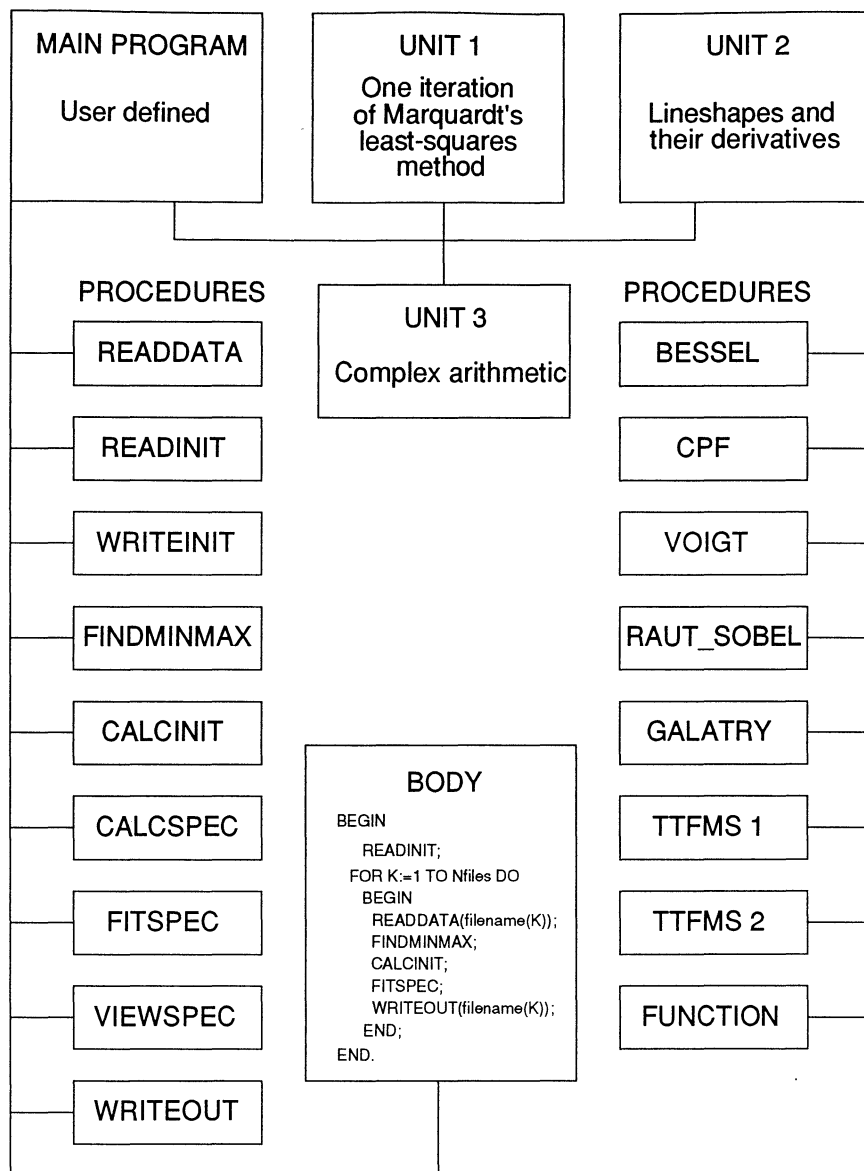 MAIN PROGRAM
User defined
UNIT 1
One iteration
of Marquardt's
least-squares
method
UNIT 2
Lineshapes and
their derivatives
UNIT 3
Complex arithmetic
PROCEDURES
READDATA
READINIT
WRITEINIT
FINDMINMAX
CALCINIT
CALCSPEC
FITSPEC
VIEWSPEC
WRITEOUT
BODY
BEGIN
READINIT;
FOR K:=1 TO Nfiles DO
BEGIN
READDATA(filename(K));
FINDMINMAX;
CALCINIT;
FITSPEC;
WRITEOUT(filename(K));
END;
END.
PROCEDURES
BESSEL
CPF
VOIGT
RAUT_SOBEL
GALATRY
TTFMS 1
TTFMS 2
FUNCTION